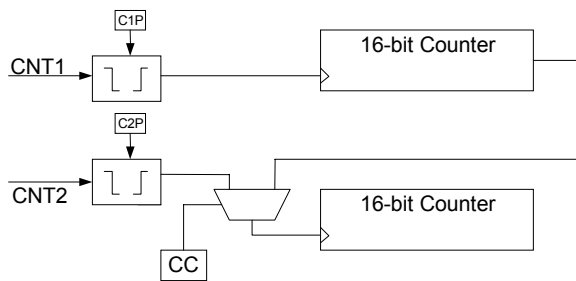 C1P
16-bit Counter
CNT1
C2P
CNT2
16-bit Counter
CC